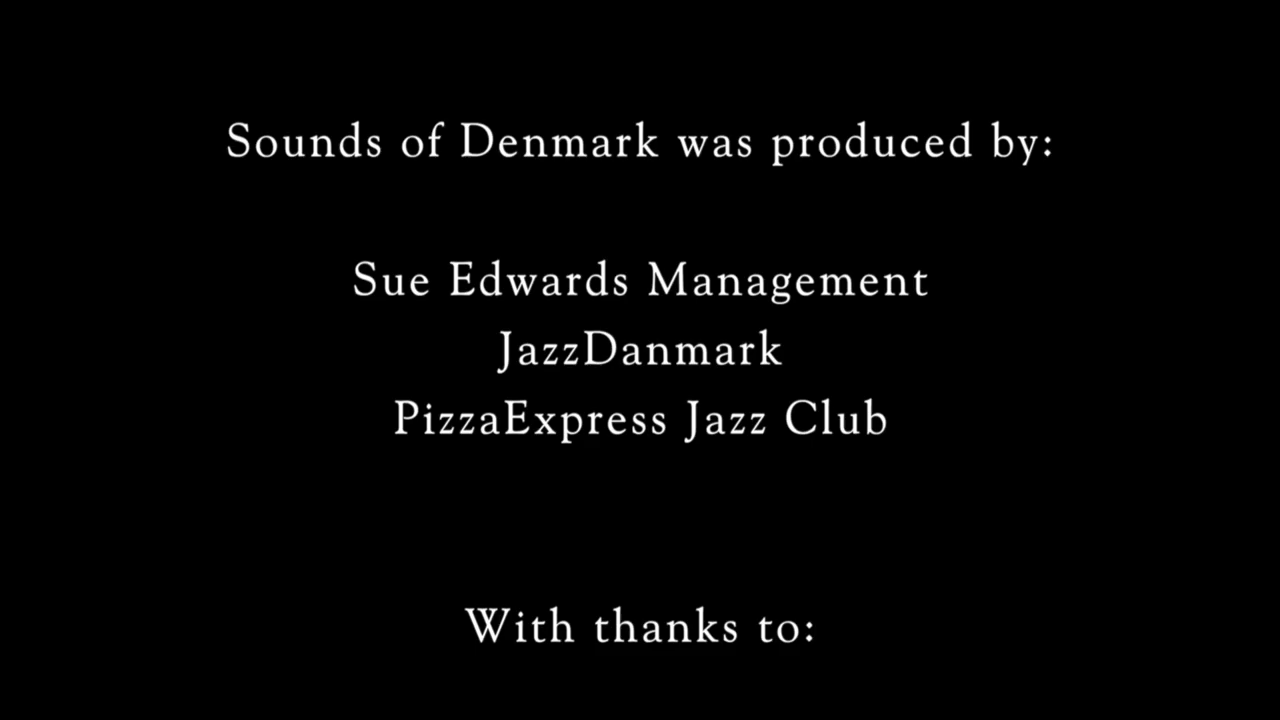 Sounds of Denmark was produced by:
Sue Edwards Management
JazzDanmark
PizzaExpress Jazz Club
With thanks to: